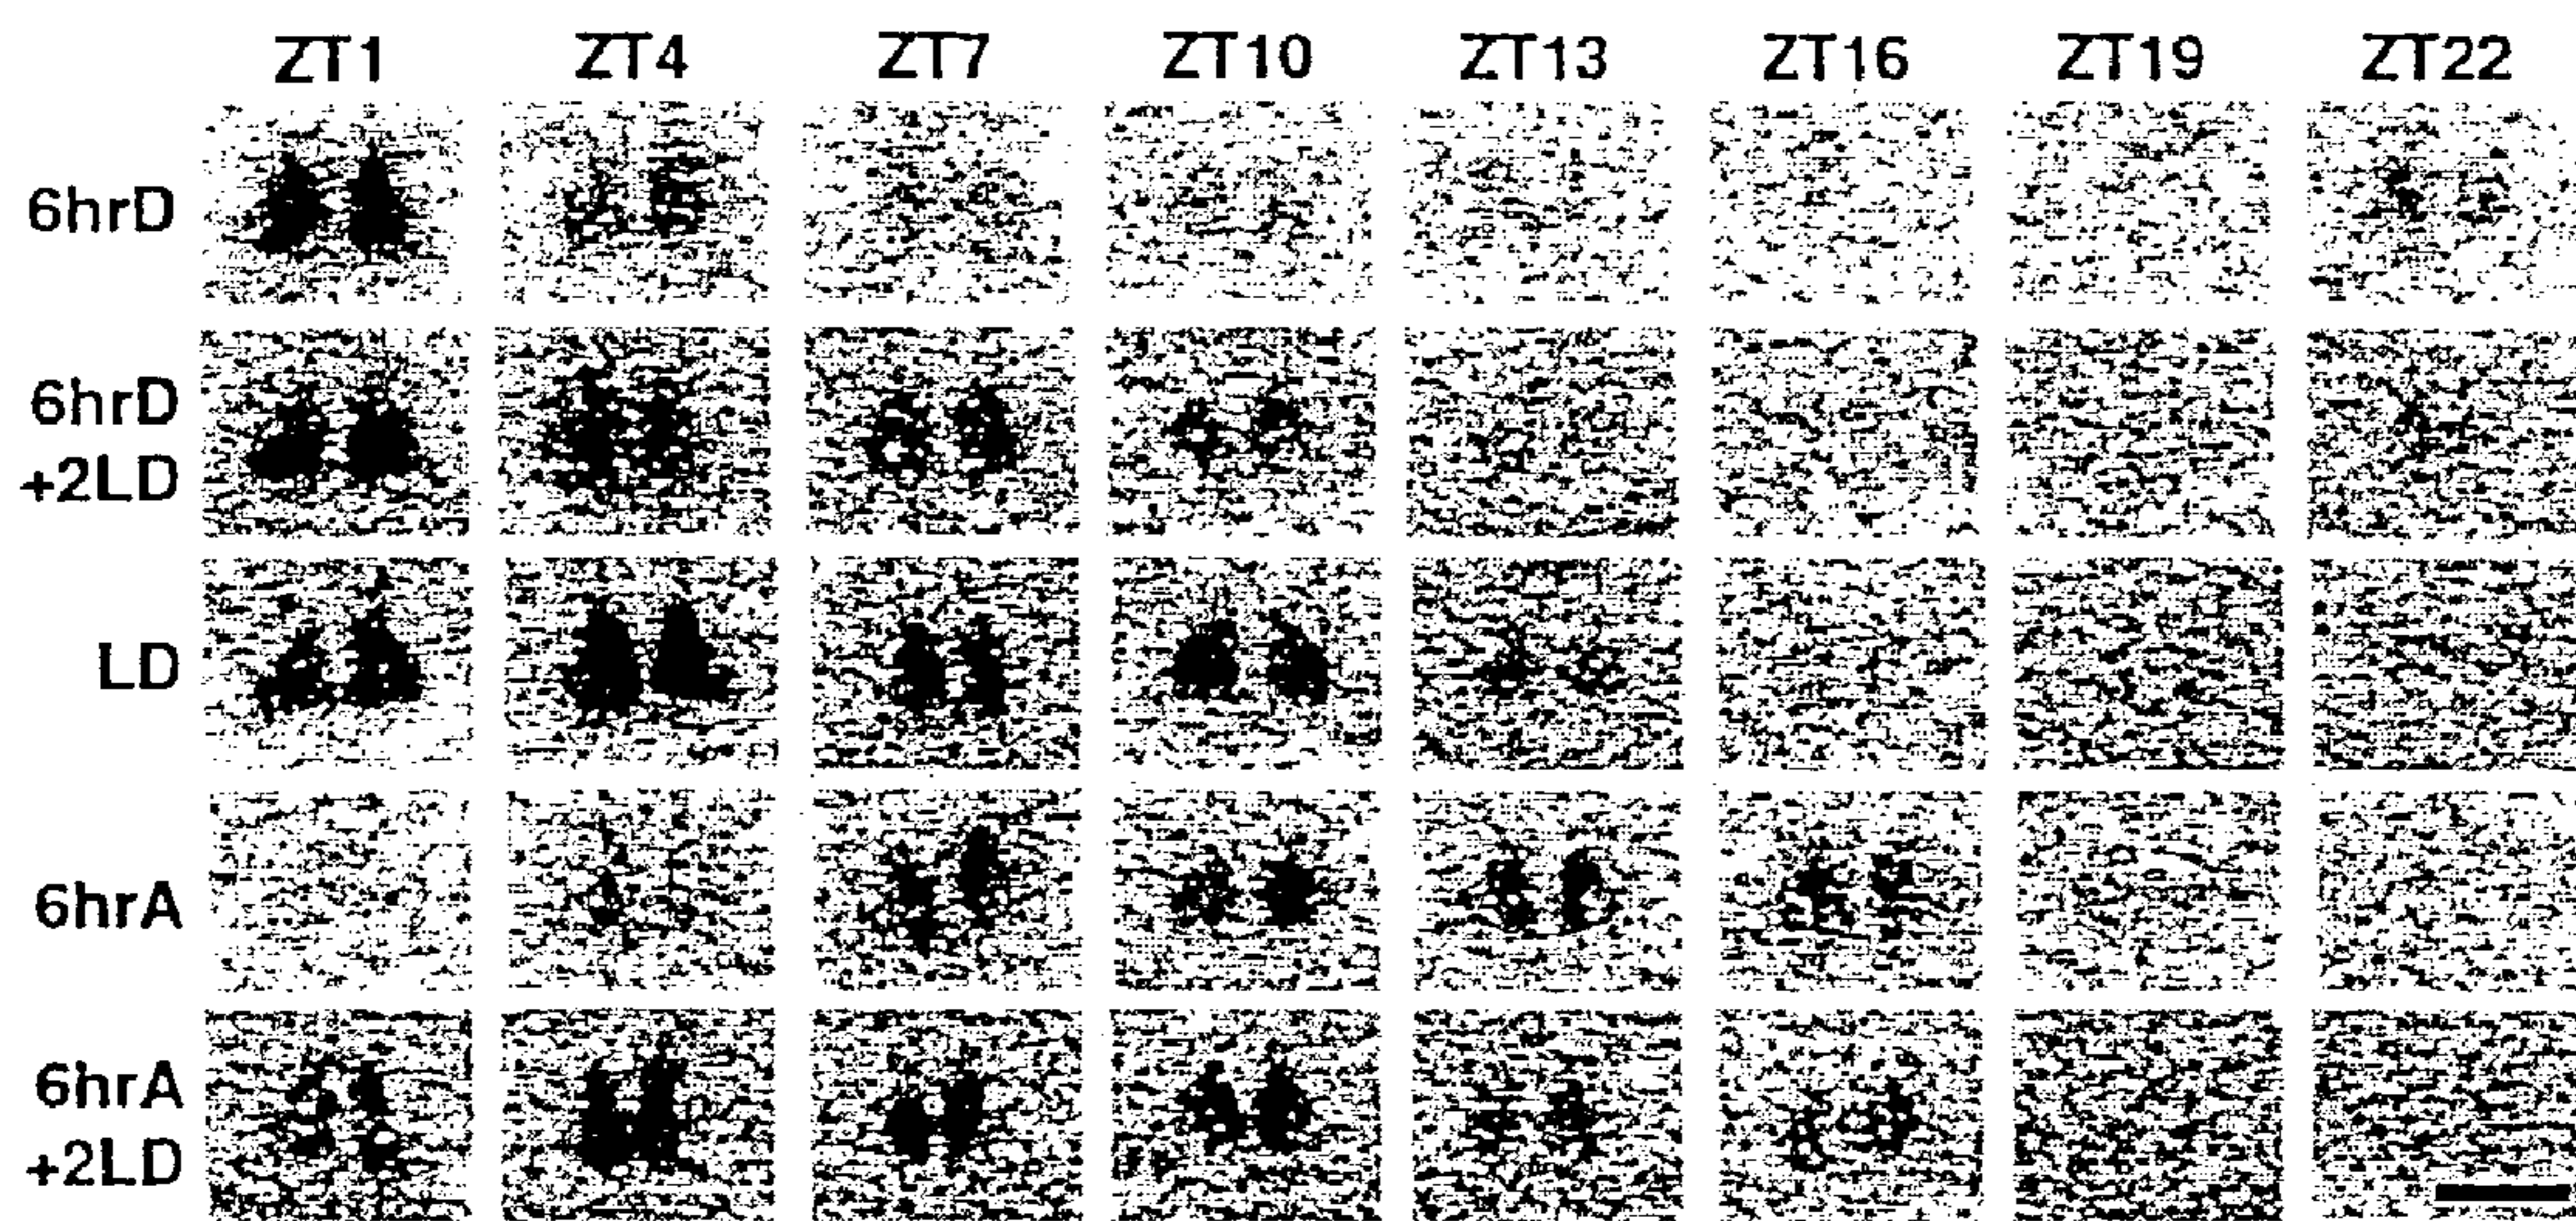 ZT1 ZT4 ZT7 ZT10 ZT13 ZT16 ZT19 ZT22
6hrD
6hrD
+2LD
LD
6hrA
6hrA
+2LD